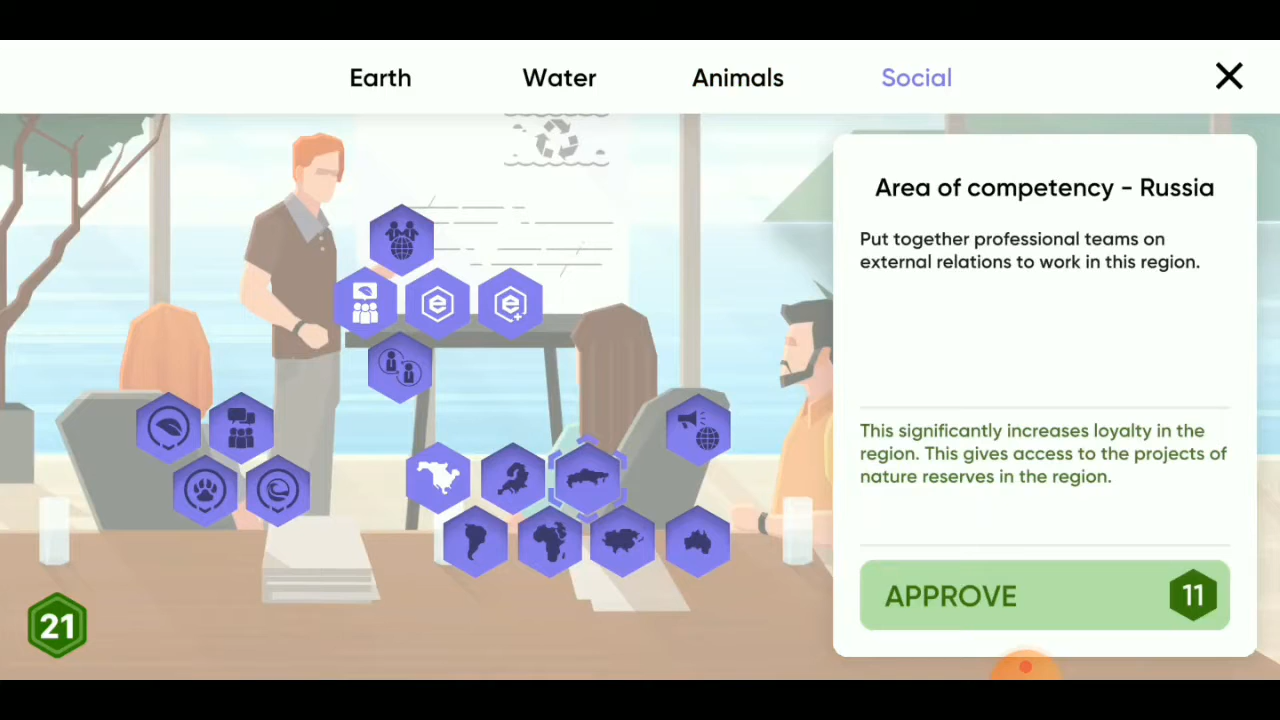 Earth Water Animals Social
Area of competency - Russia
Put together professional teams on
external relations to work in this region.
This significantly increases loyalty in the
region. This gives access to the projects of
nature reserves in the region.
APPROVE 11
21